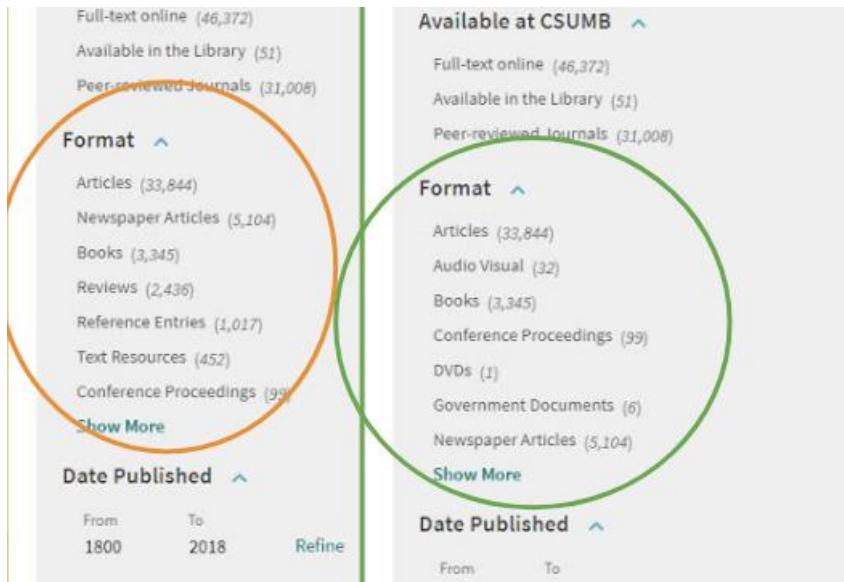 Full-text online (46,372)
Available in the Library (51)
Peer-reviewed Journals (31,008)
Format
Articles (33,844)
Newspaper Articles (5,104)
Books (3,345)
Reviews (2,436)
Reference Entries (1,017)
Text Resources (452)
Conference Proceedings (99)
Show More
Date Published
From To
1800 2018 Refine
Available at CSUMB
Full-text online (46,372)
Available in the Library (51)
Peer-reviewed Journals (31,008)
Format
Articles (33,844)
Audio Visual (32)
Books (3,345)
Conference Proceedings (99)
DVDs (1)
Government Documents (6)
Newspaper Articles (5,104)
Show More
Date Published
From To